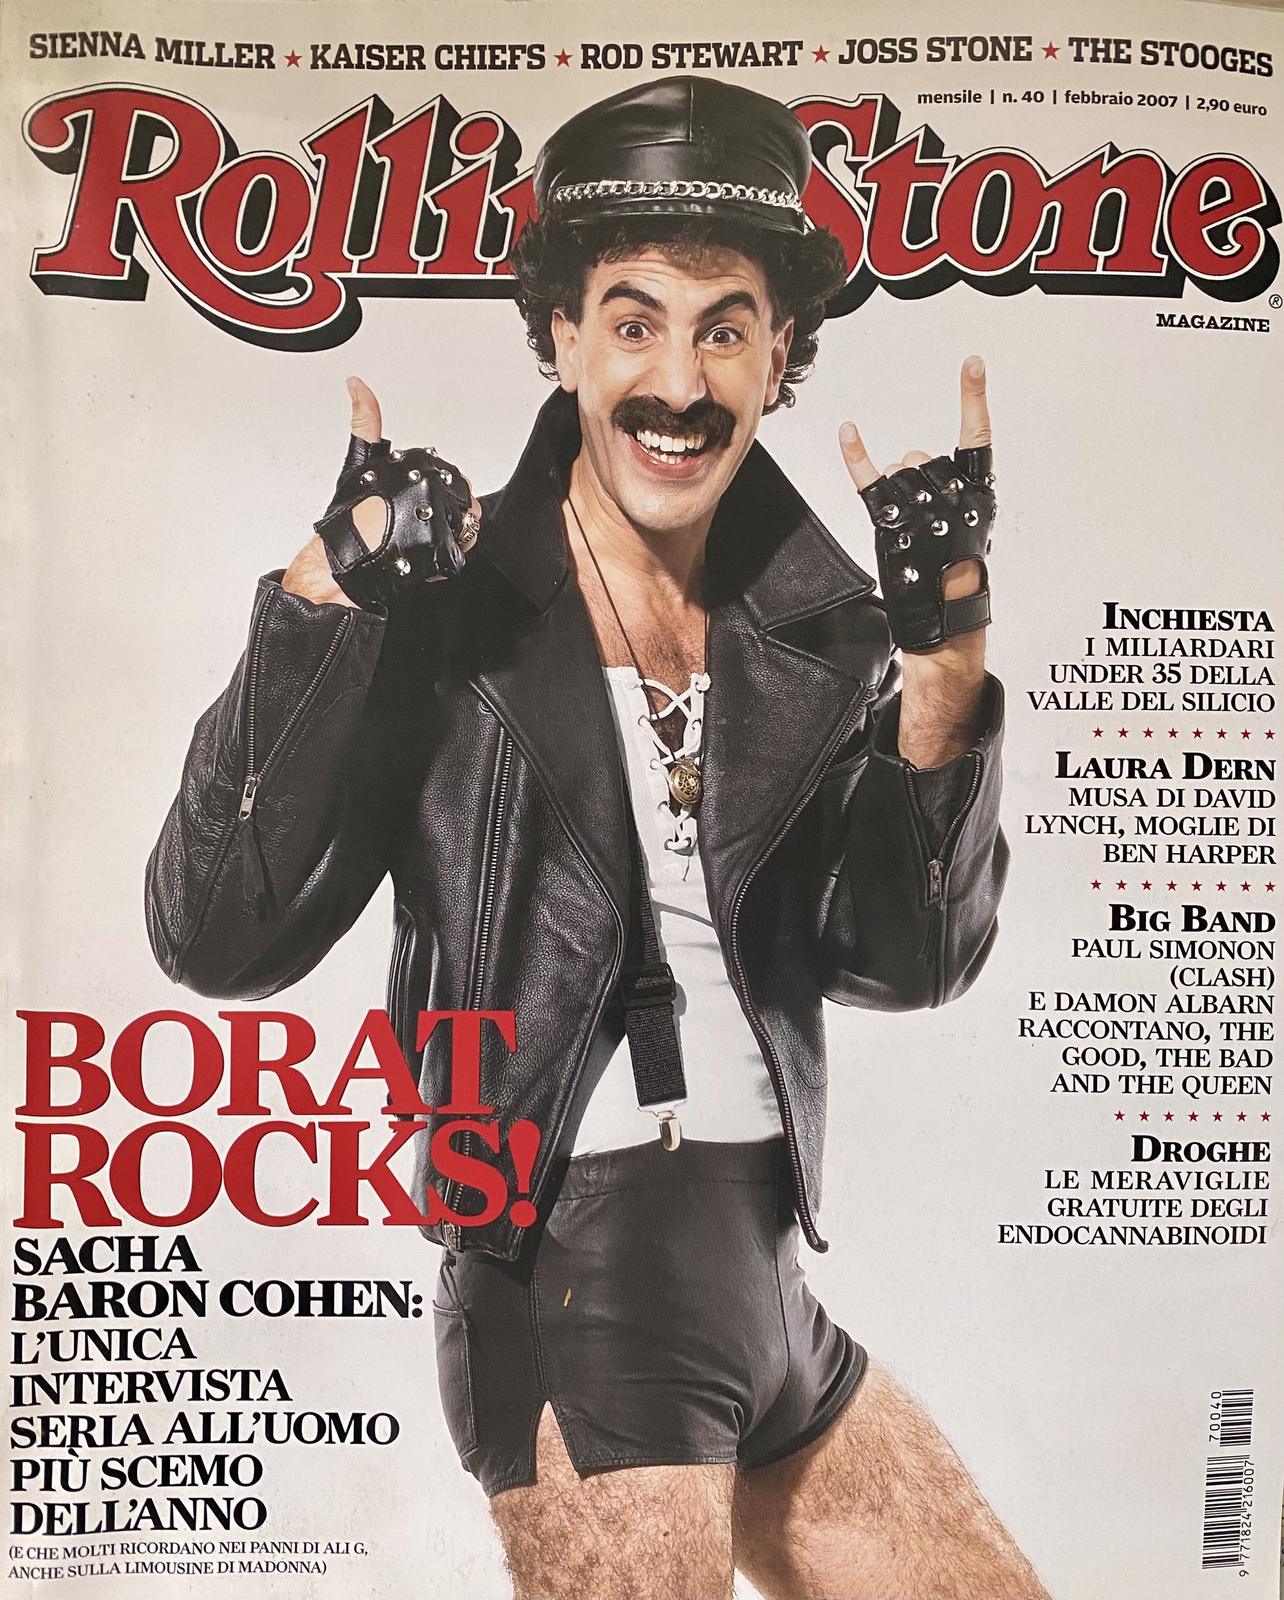 SIENNA MILLER ★ KAISER CHIEFS ★ ROD STEWART ★ JOSS STONE ★ THE STOOGES
mensile | n. 40 | febbraio 2007 | 2,90 euro
Rolling Stone
®
MAGAZINE
INCHIESTA
I MILIARDARI
UNDER 35 DELLA
VALLE DEL SILICIO
LAURA DERN
MUSA DI DAVID
LYNCH, MOGLIE DI
BEN HARPER
BIG BAND
PAUL SIMONON
(CLASH)
E DAMON ALBARN
RACCONTANO, THE
GOOD, THE BAD
AND THE QUEEN
DROGHE
LE MERAVIGLIE
GRATUITE DEGLI
ENDOCANNABINOIDI
BORAT
ROCKS!
SACHA
BARON COHEN:
L'UNICA
INTERVISTA
SERIA ALL'UOMO
PIÙ SCEMO
DELL'ANNO
(E CHE MOLTI RICORDANO NEI PANNI DI ALI G,
ANCHE SULLA LIMOUSINE DI MADONNA)
70040
9 771824 216007